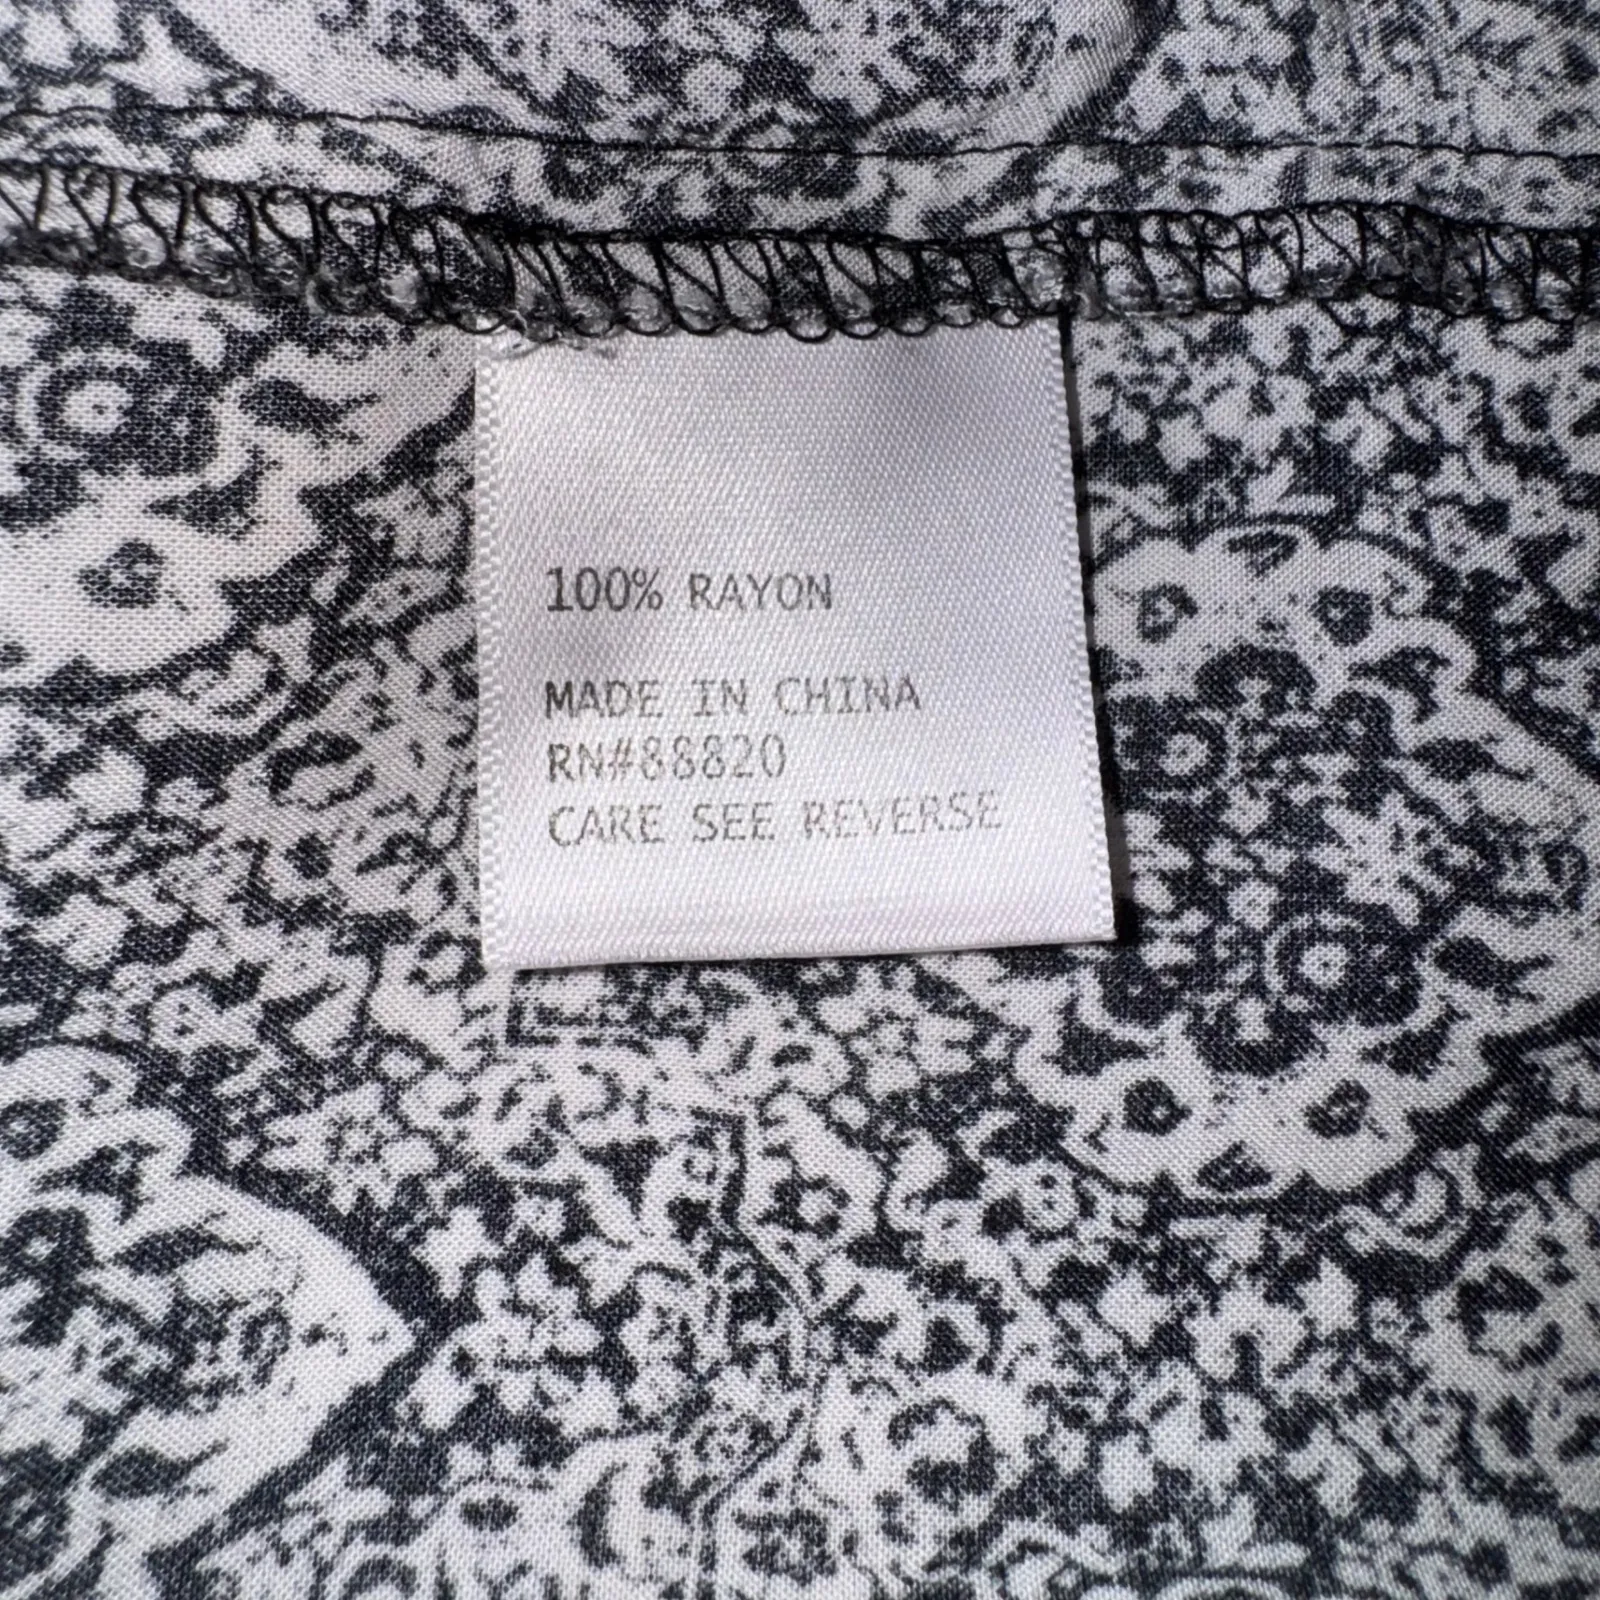 100% RAYON
MADE IN CHINA
RN#88820
CARE SEE REVERSE